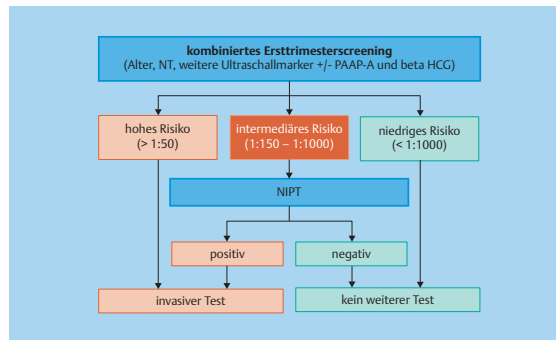 kombiniertes Ersttrimesterscreening
(Alter, NT, weitere Ultraschallmarker +/- PAAP-A und beta HCG)
hohes Risiko
(> 1:50)
intermediäres Risiko
(1:150 – 1:1000)
niedriges Risiko
(< 1:1000)
NIPT
positiv
negativ
invasiver Test
kein weiterer Test